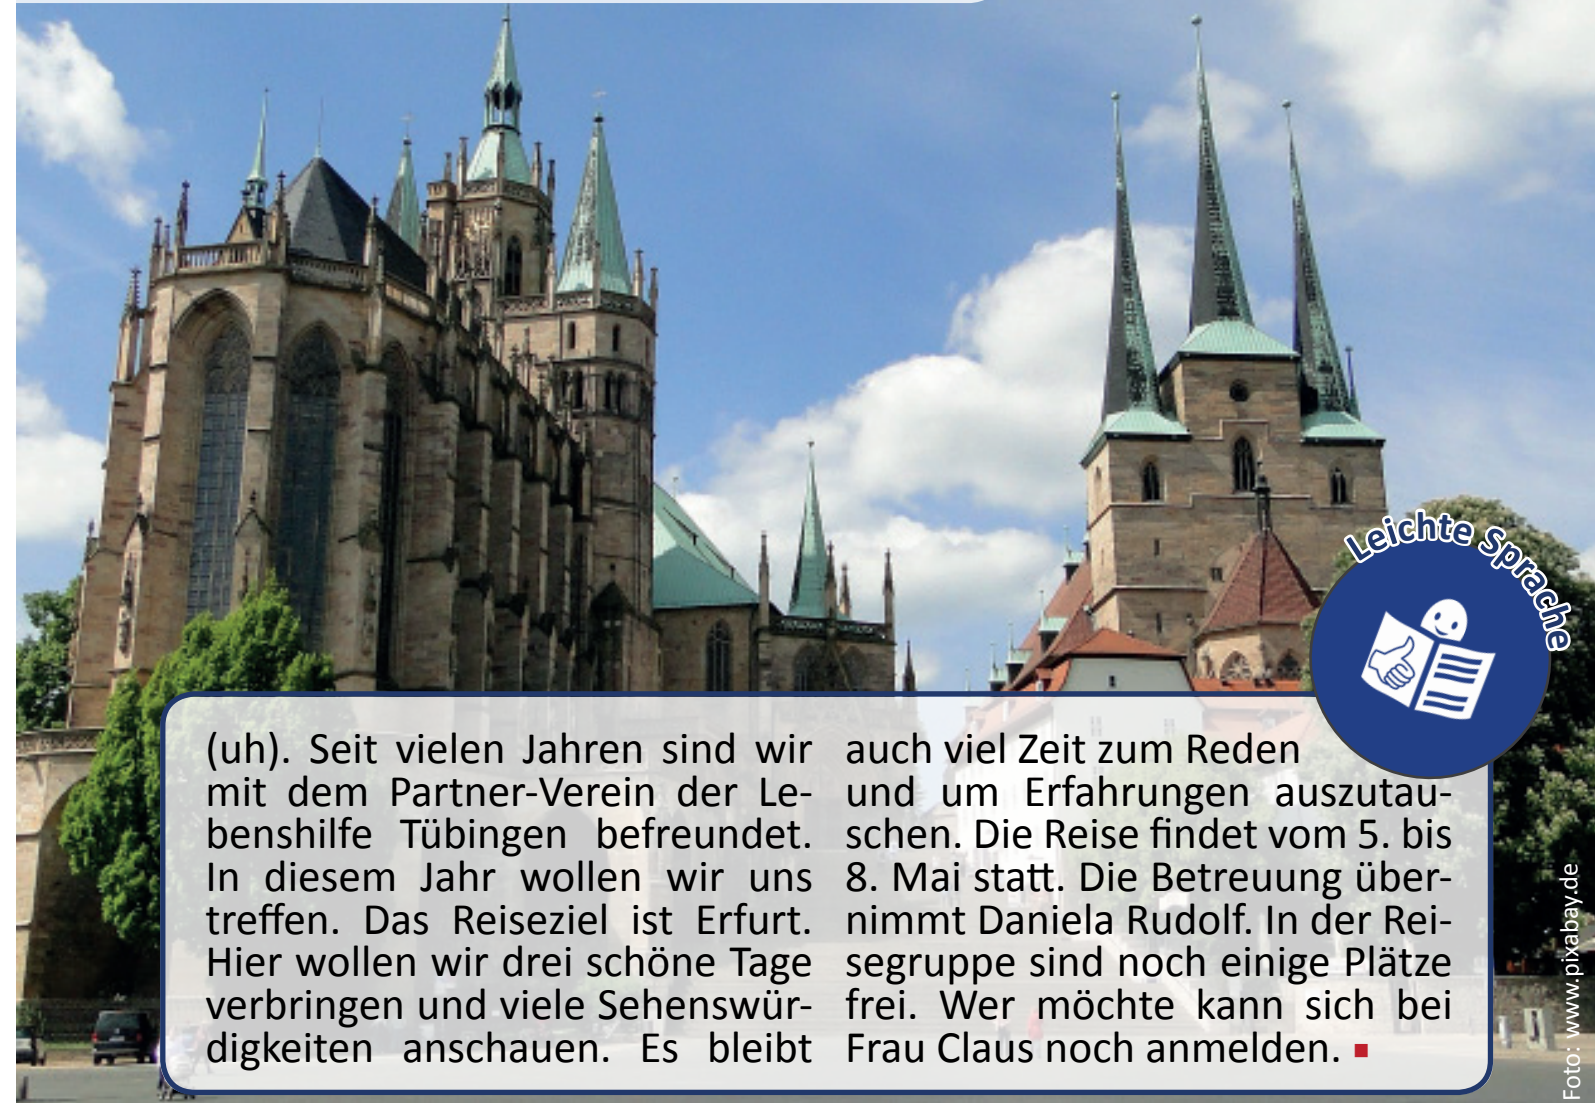 Leichte Sprache
(uh). Seit vielen Jahren sind wir
mit dem Partner-Verein der Le-
benshilfe Tübingen befreundet.
In diesem Jahr wollen wir uns
treffen. Das Reiseziel ist Erfurt.
Hier wollen wir drei schöne Tage
verbringen und viele Sehenswür-
digkeiten anschauen. Es bleibt
auch viel Zeit zum Reden
und um Erfahrungen auszutau-
schen. Die Reise findet vom 5. bis
8. Mai statt. Die Betreuung über-
nimmt Daniela Rudolf. In der Rei-
segruppe sind noch einige Plätze
frei. Wer möchte kann sich bei
Frau Claus noch anmelden.
Foto: www.pixabay.de